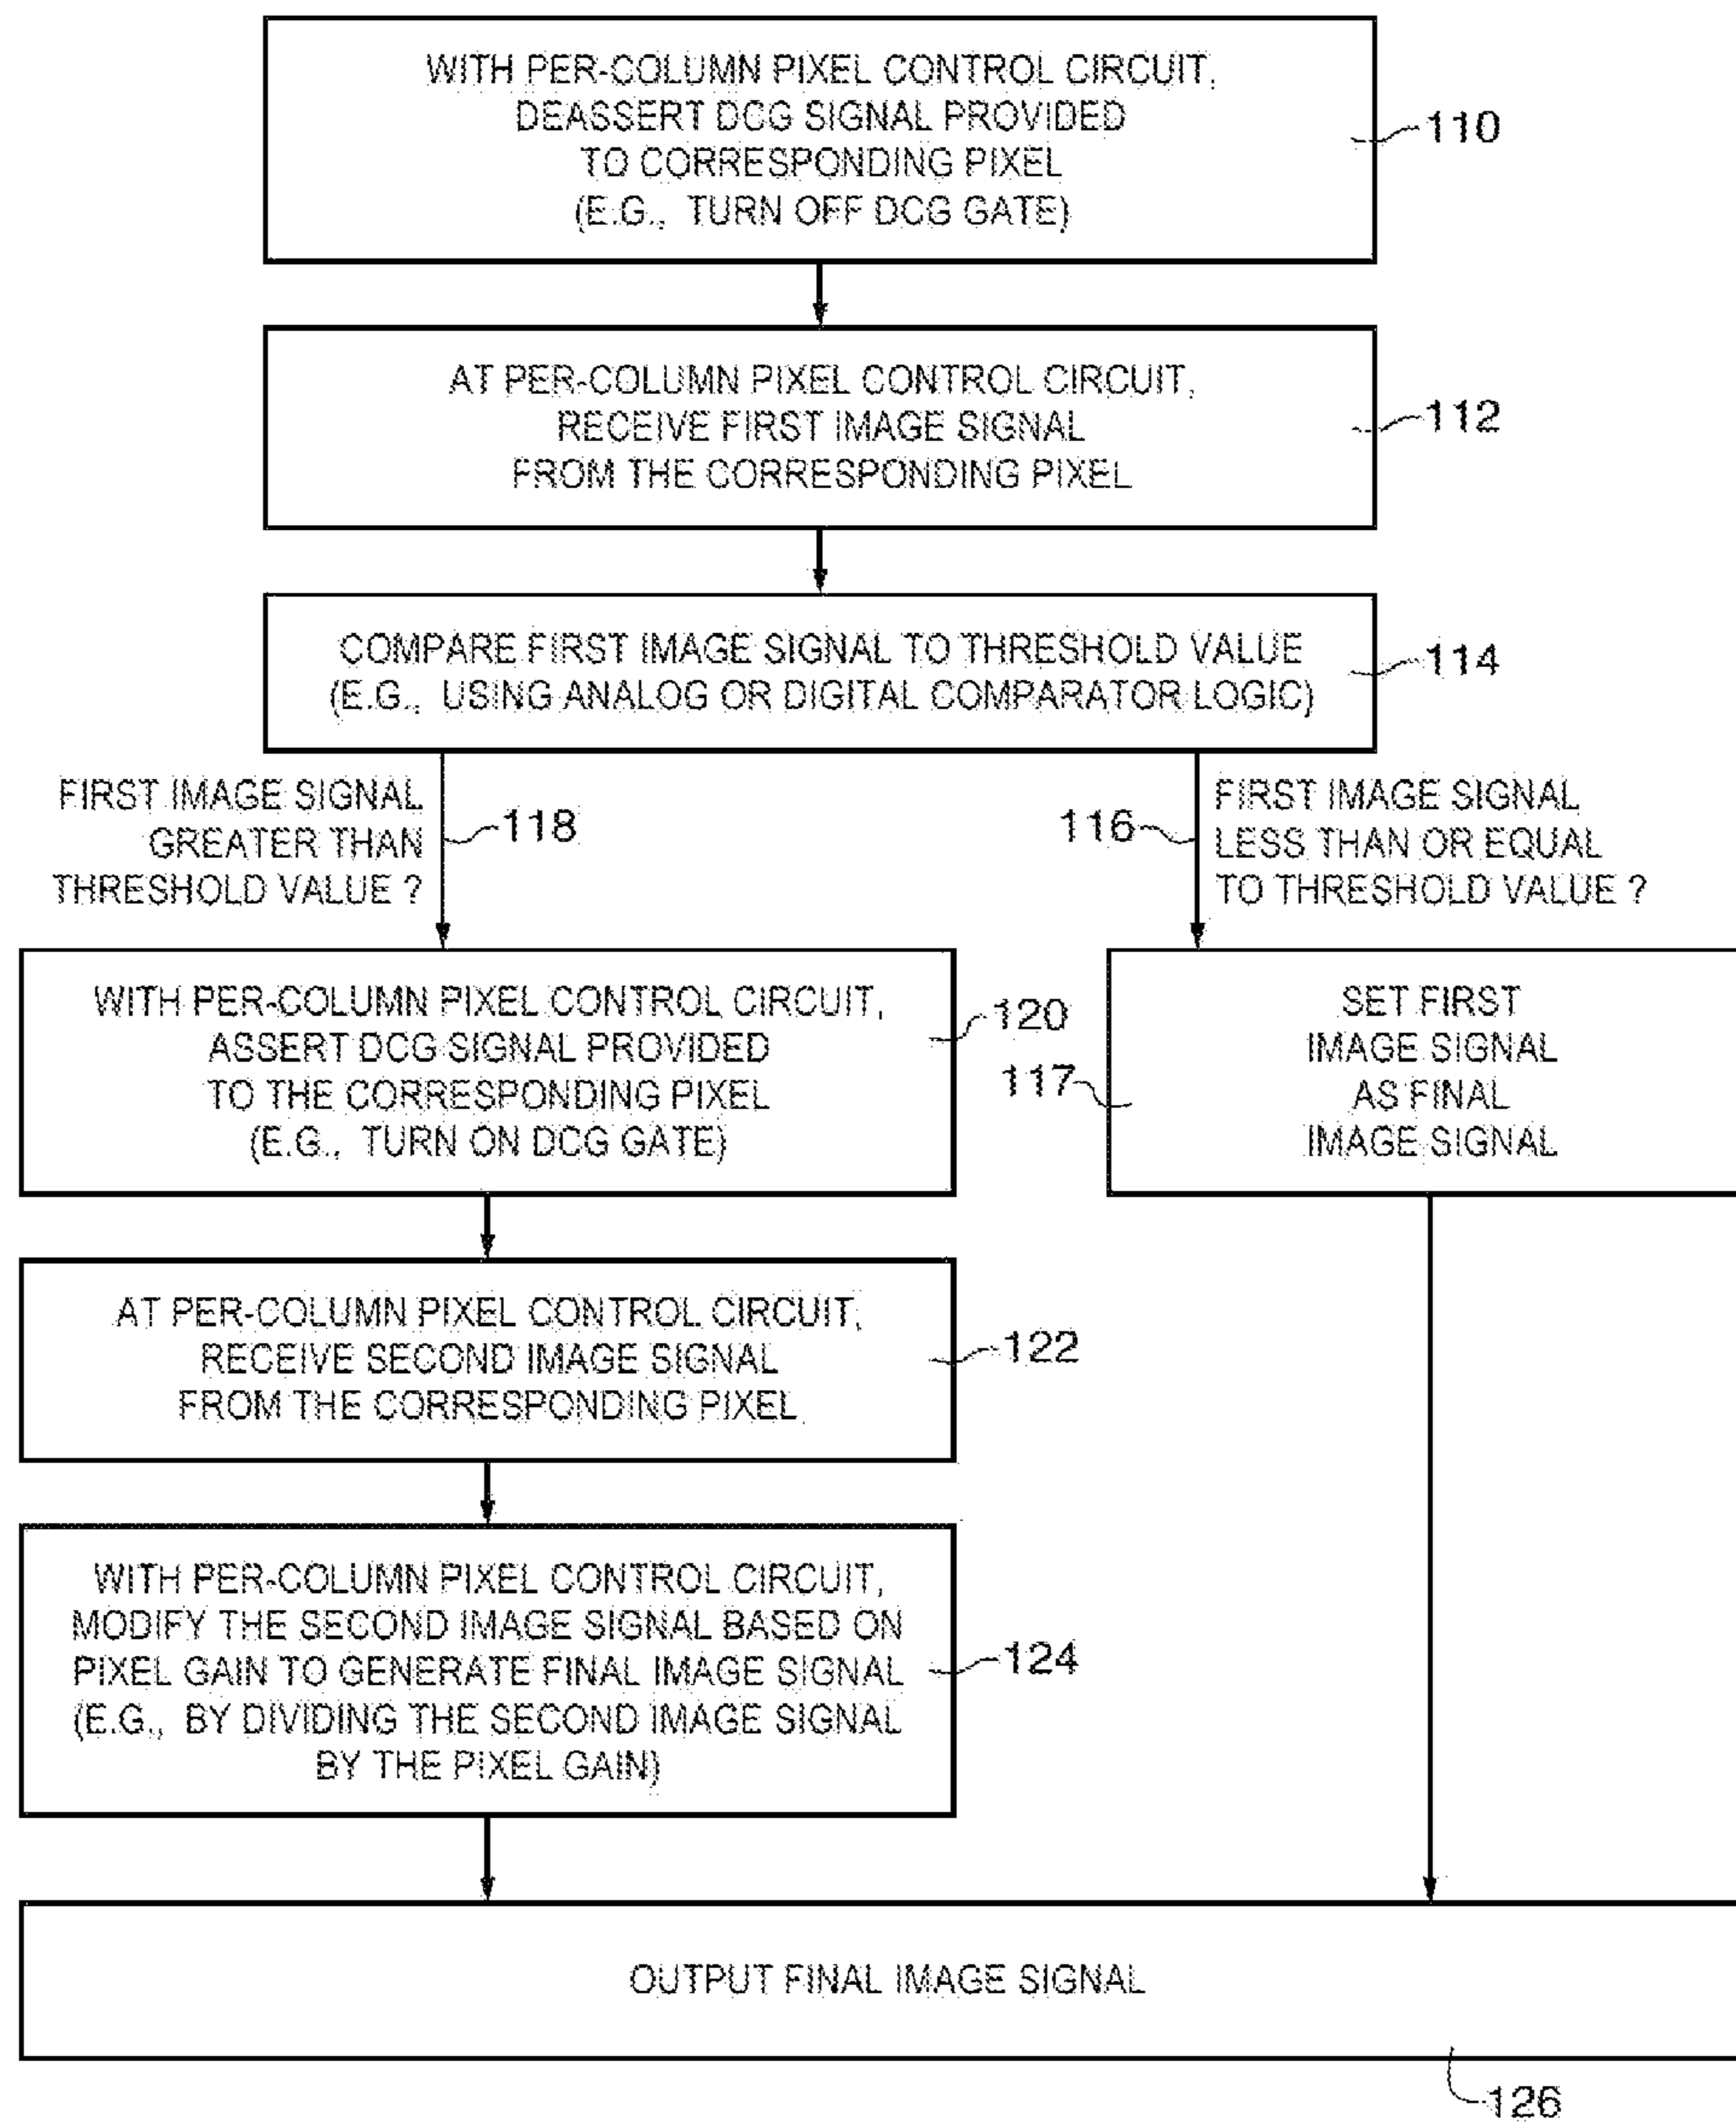 WITH PER-COLUMN PIXEL CONTROL CIRCUIT,
DEASSERT DCG SIGNAL PROVIDED
TO CORRESPONDING PIXEL
(E.G., TURN OFF DCG GATE)
110
AT PER-COLUMN PIXEL CONTROL CIRCUIT,
RECEIVE FIRST IMAGE SIGNAL
FROM THE CORRESPONDING PIXEL
112
COMPARE FIRST IMAGE SIGNAL TO THRESHOLD VALUE
(E.G., USING ANALOG OR DIGITAL COMPARATOR LOGIC)
114
FIRST IMAGE SIGNAL
GREATER THAN
THRESHOLD VALUE ?
118
116
FIRST IMAGE SIGNAL
LESS THAN OR EQUAL
TO THRESHOLD VALUE ?
WITH PER-COLUMN PIXEL CONTROL CIRCUIT,
ASSERT DCG SIGNAL PROVIDED
TO THE CORRESPONDING PIXEL
(E.G., TURN ON DCG GATE)
120
117
SET FIRST
IMAGE SIGNAL
AS FINAL
IMAGE SIGNAL
AT PER-COLUMN PIXEL CONTROL CIRCUIT,
RECEIVE SECOND IMAGE SIGNAL
FROM THE CORRESPONDING PIXEL
122
WITH PER-COLUMN PIXEL CONTROL CIRCUIT,
MODIFY THE SECOND IMAGE SIGNAL BASED ON
PIXEL GAIN TO GENERATE FINAL IMAGE SIGNAL
(E.G., BY DIVIDING THE SECOND IMAGE SIGNAL
BY THE PIXEL GAIN)
124
OUTPUT FINAL IMAGE SIGNAL
126